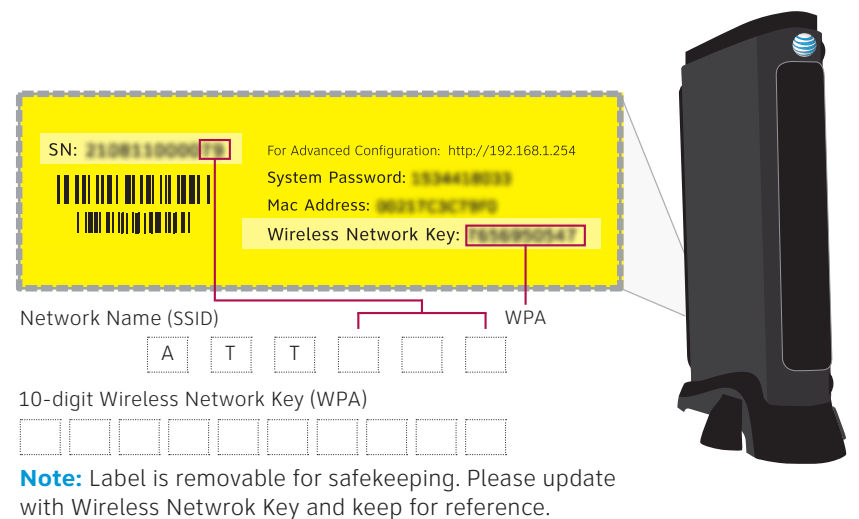 SN:
For Advanced Configuration: http://192.168.1.254
System Password:
Mac Address:
Wireless Network Key:
Network Name (SSID)
WPA
A T T
10-digit Wireless Network Key (WPA)
Note: Label is removable for safekeeping. Please update
with Wireless Netwrok Key and keep for reference.